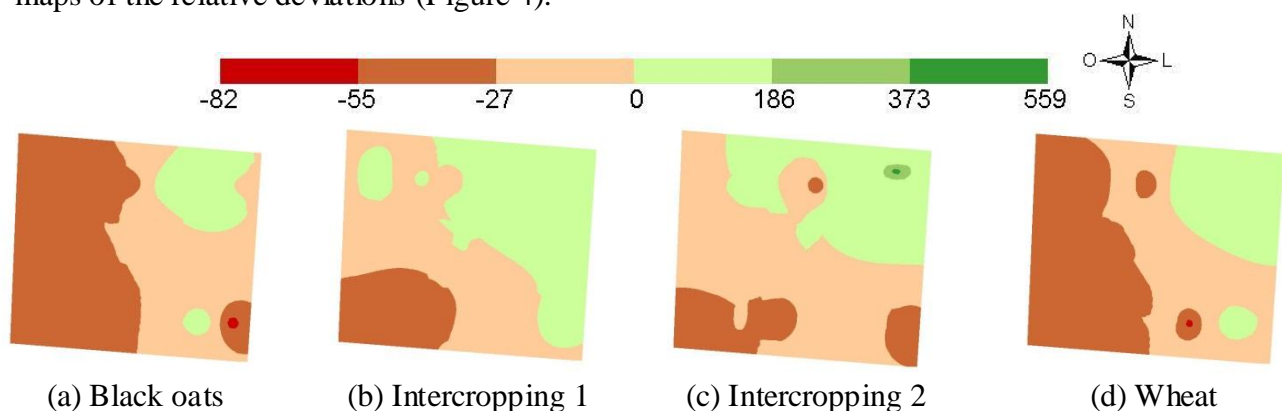 maps of the relative deviations (Figure 4).
N
O L
S
-82 -55 -27 0 186 373 559
(a) Black oats (b) Intercropping 1 (c) Intercropping 2 (d) Wheat